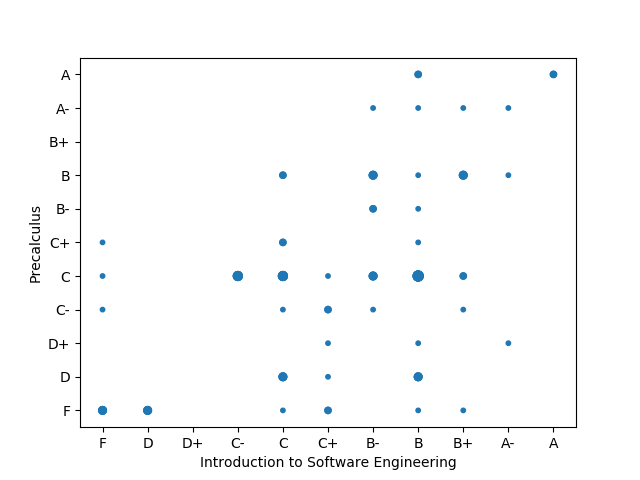 A
A-
B+
B
B-
C+
C
C-
D+
D
F
Precalculus
F D D+ C- C C+ B- B B+ A- A
Introduction to Software Engineering